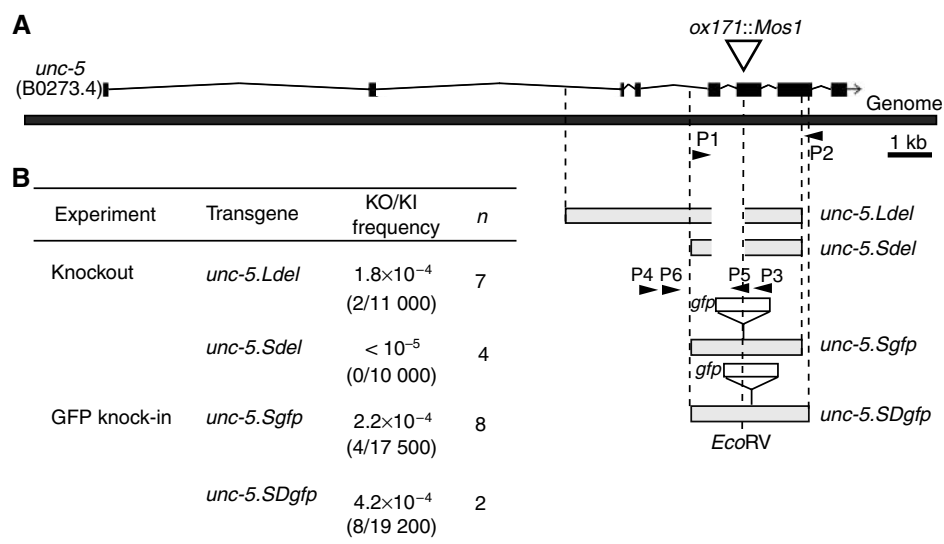 A
ox171::Mos1
unc-5
(B0273.4)
Genome
P1
P2
1 kb
B
Experiment Transgene KO/KI frequency n
Knockout unc-5.Ldel 1.8×10⁻⁴ 7
(2/11 000)
unc-5.Sdel < 10⁻⁵ 4
(0/10 000)
GFP knock-in unc-5.Sgfp 2.2×10⁻⁴ 8
(4/17 500)
unc-5.SDgfp 4.2×10⁻⁴ 2
(8/19 200)
unc-5.Ldel
unc-5.Sdel
P4 P6 P5 P3
gfp
unc-5.Sgfp
gfp
unc-5.SDgfp
EcoRV